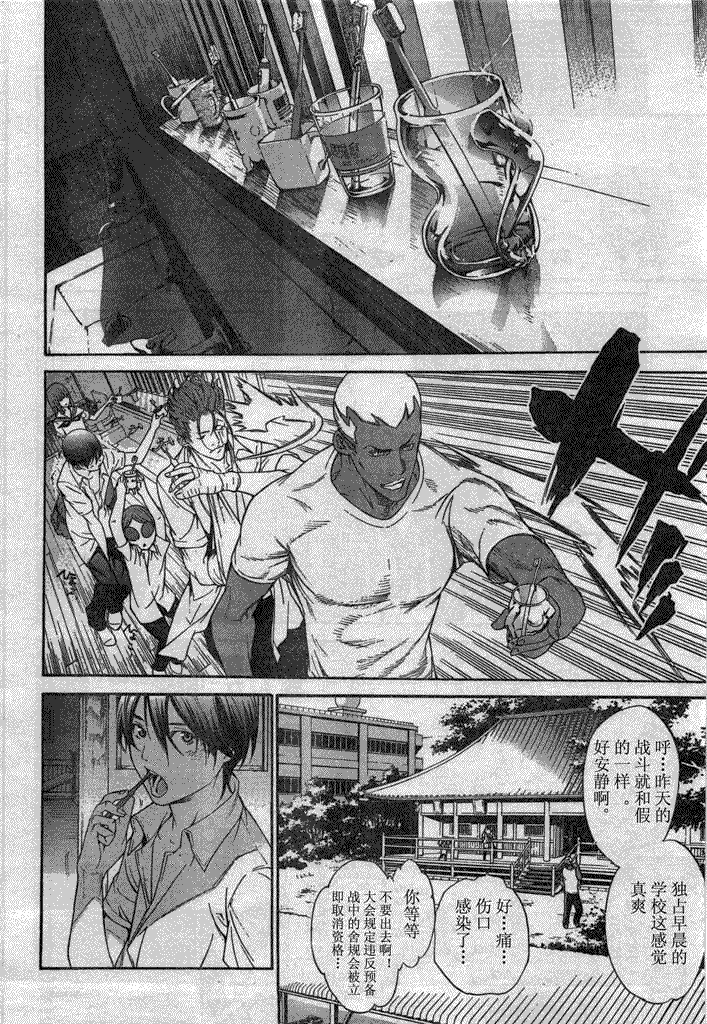 呼…昨天的
战斗就和假
的一样。
好安静啊。
独占早晨的
学校这感觉
真爽
好…痛…
伤口
感染了…
你等等
不要出去啊！
大会规定违反预备
战中的舍规会被立
即取消资格…